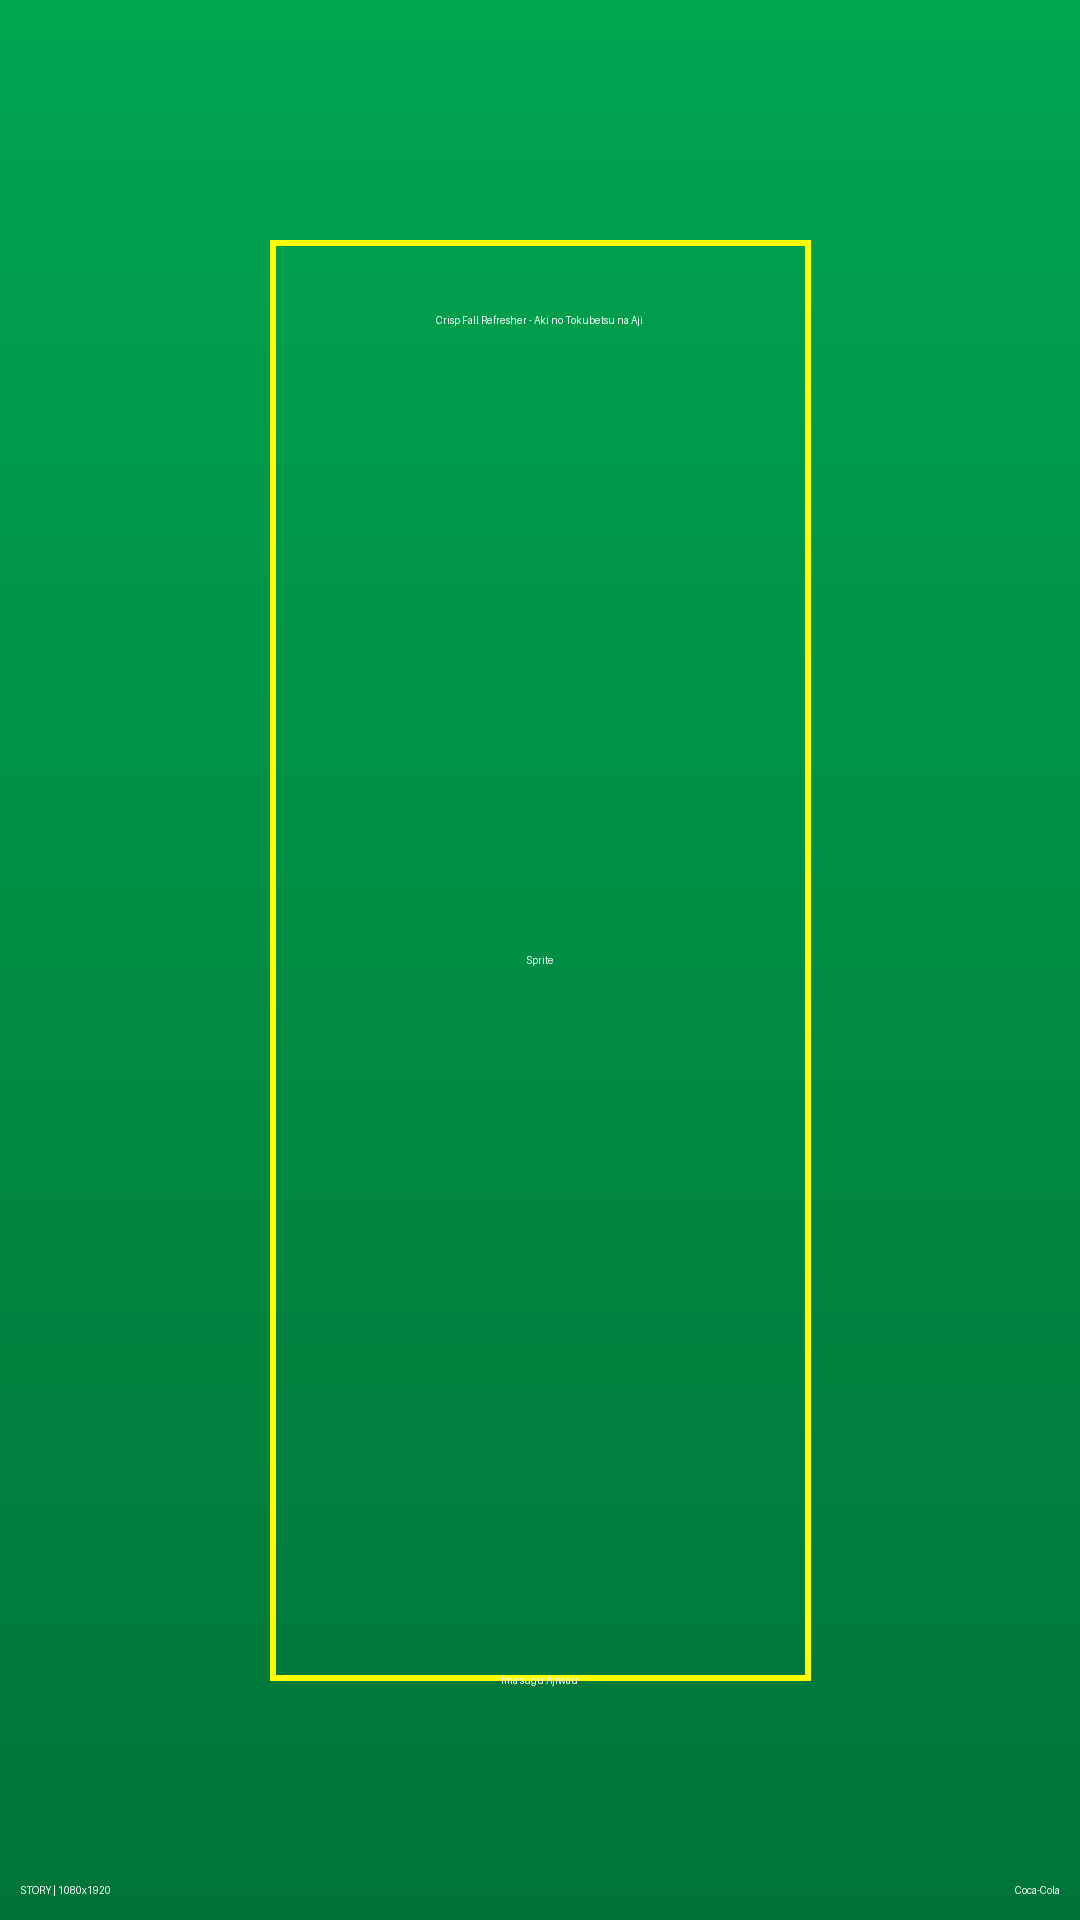 Crisp Fall Refresher - Aki no Tokubetsu na Aji
Sprite
Ima sugu Ajiwau
STORY | 1080x1920
Coca-Cola